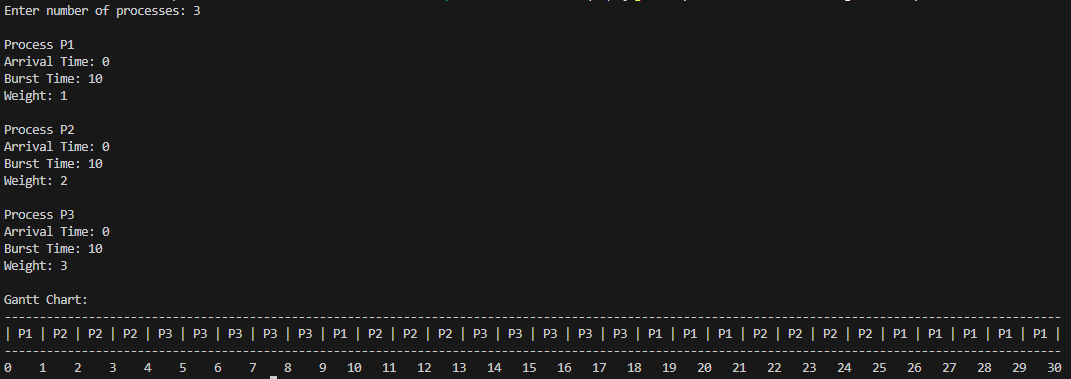 Enter number of processes: 3
Process P1
Arrival Time: 0
Burst Time: 10
Weight: 1
Process P2
Arrival Time: 0
Burst Time: 10
Weight: 2
Process P3
Arrival Time: 0
Burst Time: 10
Weight: 3
Gantt Chart:
-------------------------------------------------------------------------------------------------------------------------------------------------------
| P1 | P2 | P2 | P2 | P3 | P3 | P3 | P3 | P3 | P1 | P2 | P2 | P2 | P3 | P3 | P3 | P3 | P3 | P1 | P1 | P1 | P2 | P2 | P2 | P2 | P1 | P1 | P1 | P1 | P1 |
-------------------------------------------------------------------------------------------------------------------------------------------------------
0    1    2    3    4    5    6    7    8    9    10   11   12   13   14   15   16   17   18   19   20   21   22   23   24   25   26   27   28   29   30